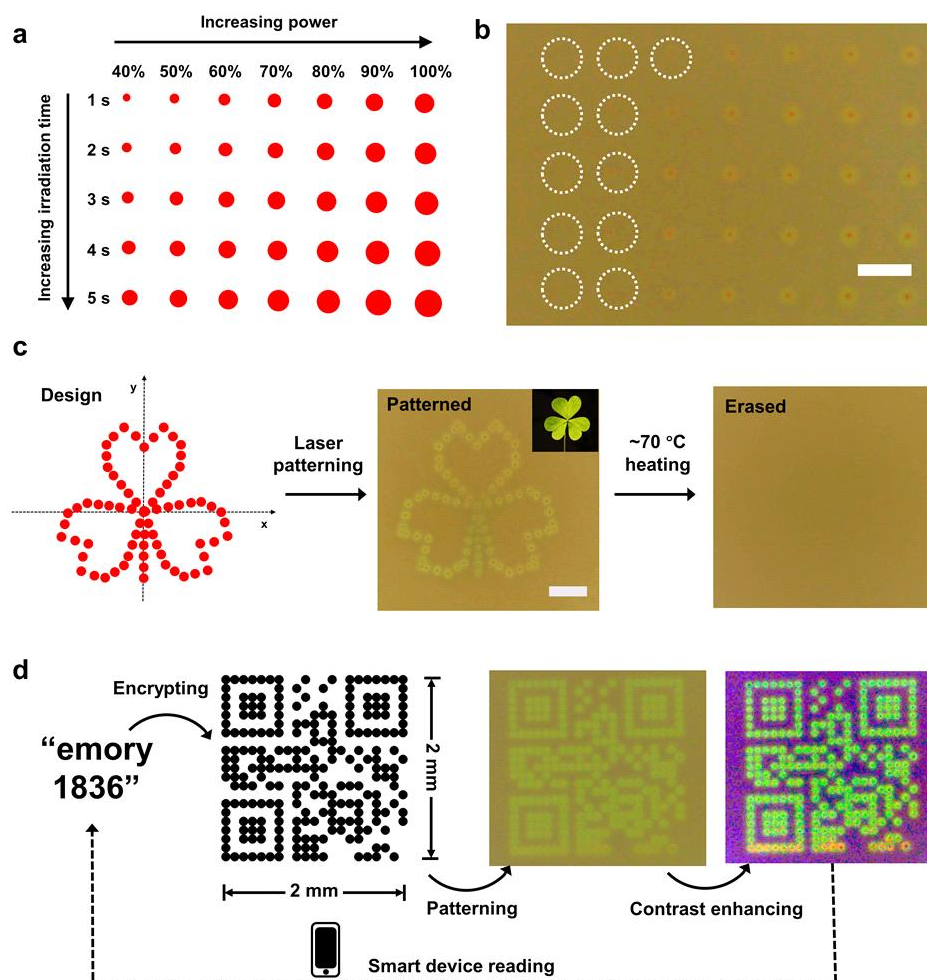 a
Increasing power
40% 50% 60% 70% 80% 90% 100%
Increasing irradiation time
1 s
2 s
3 s
4 s
5 s
b
c
Design
y
x
Laser
patterning
Patterned
~70 °C
heating
Erased
d
Encrypting
“emory
1836”
2 mm
2 mm
Patterning
Contrast enhancing
Smart device reading